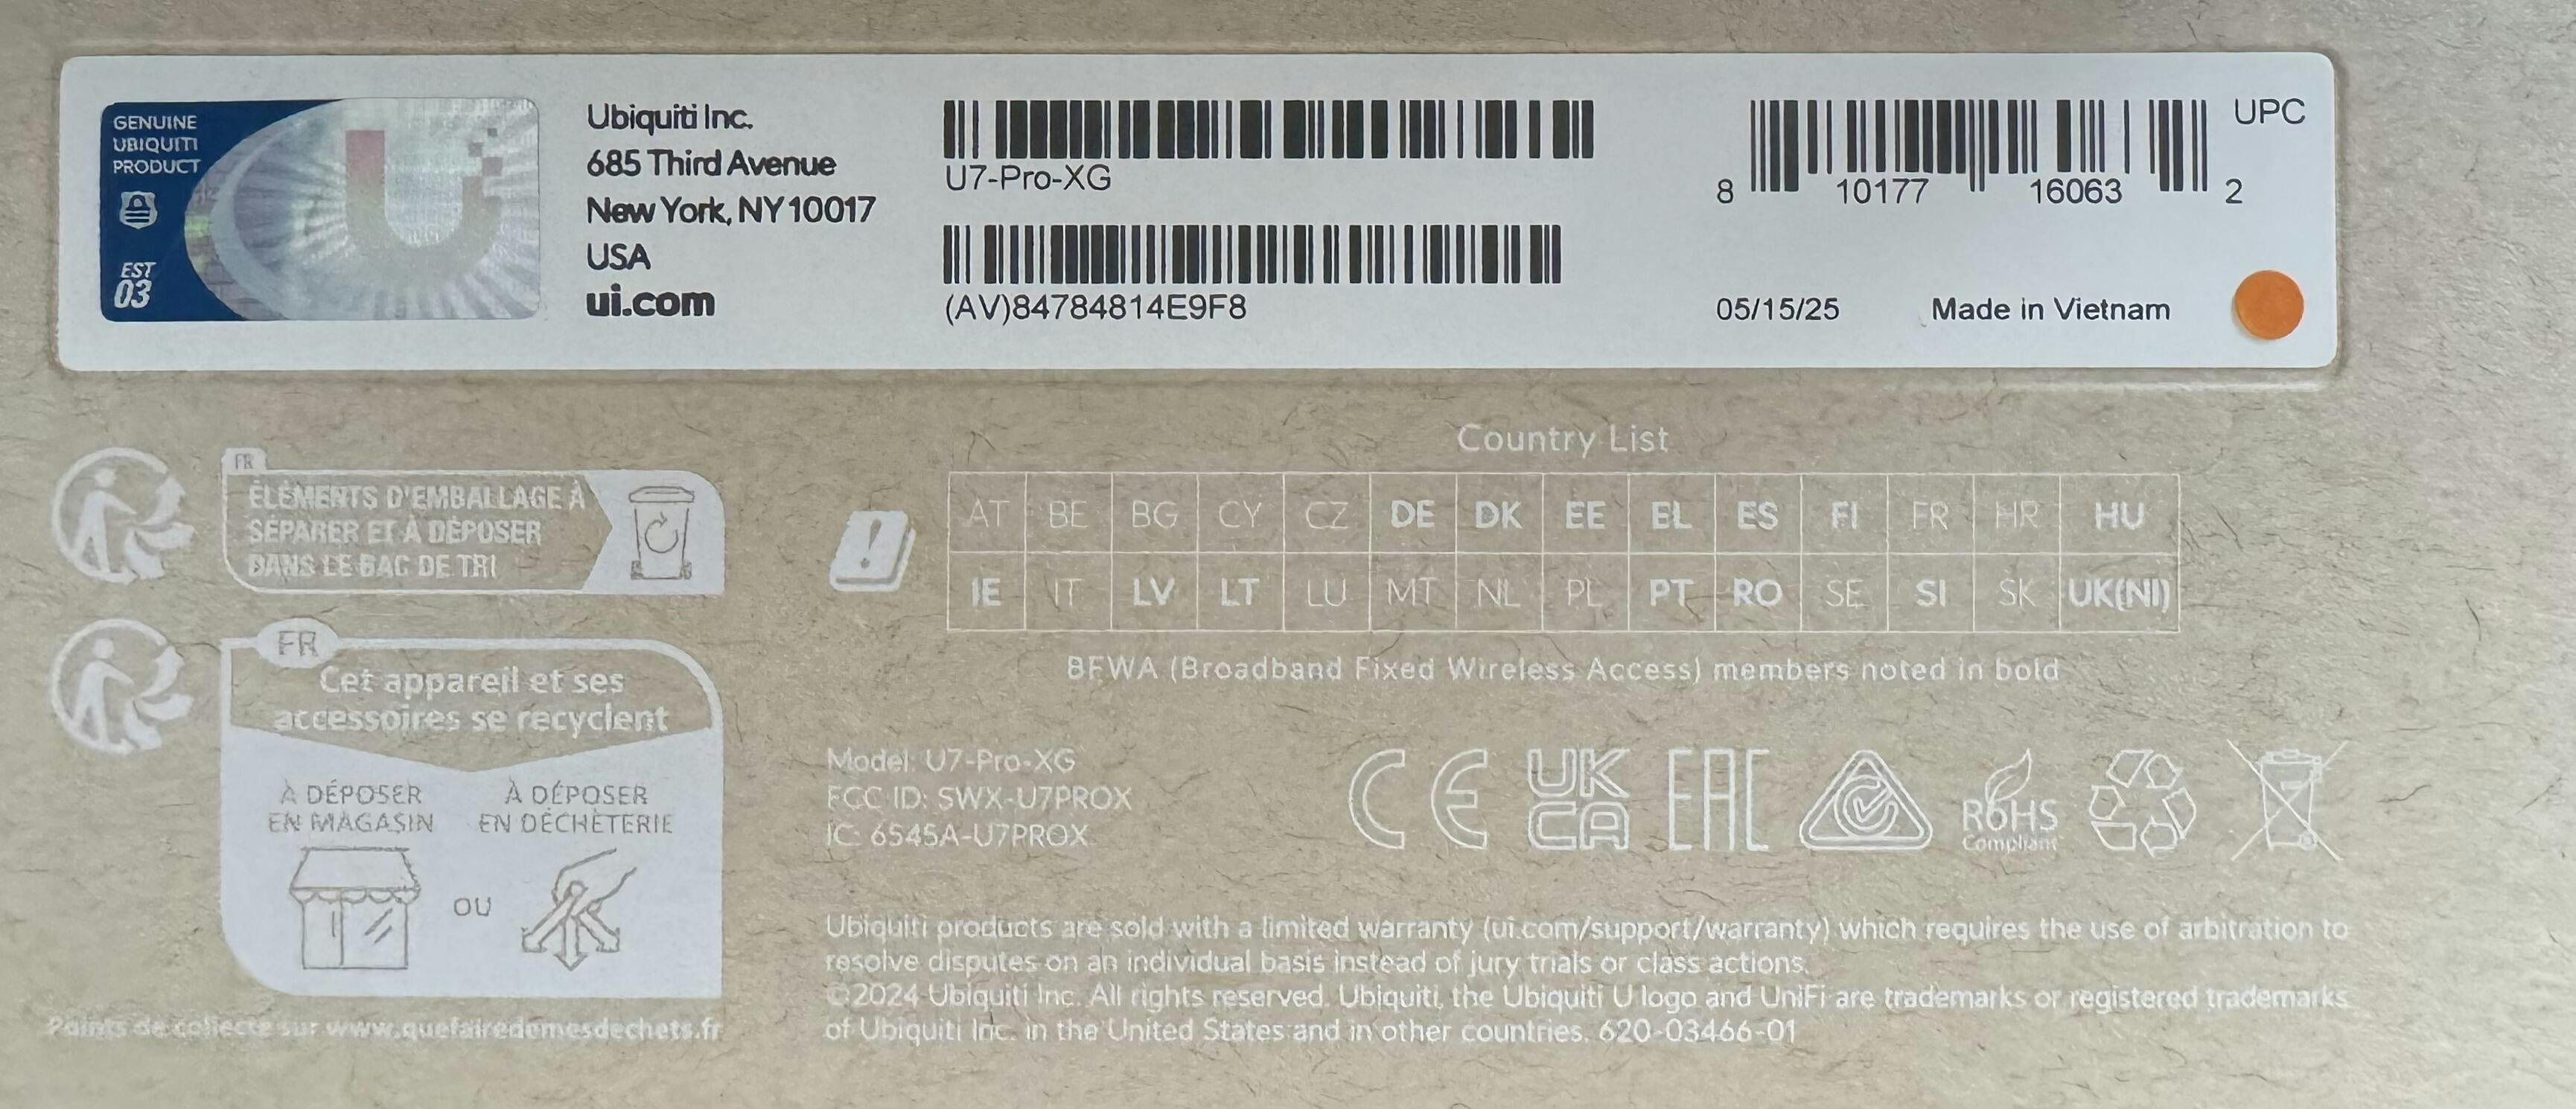 GENUINE
UBIQUITI
PRODUCT
EST
03
Ubiquiti Inc.
685 Third Avenue
New York, NY 10017
USA
ui.com
U7-Pro-XG
(AV)84784814E9F8
UPC
8 10177 16063 2
05/15/25 Made in Vietnam
FR
ÉLÉMENTS D'EMBALLAGE À
SÉPARER ET À DÉPOSER
DANS LE BAC DE TRI
FR
Cet appareil et ses
accessoires se recyclent
À DÉPOSER
EN MAGASIN
OU
À DÉPOSER
EN DÉCHÈTERIE
Points de collecte sur www.quefairedemesdechets.fr
Country List
AT BE BG CY CZ DE DK EE EL ES FI FR HR HU
IE IT LV LT LU MT NL PL PT RO SE SI SK UK(NI)
BFWA (Broadband Fixed Wireless Access) members noted in bold
Model: U7-Pro-XG
FCC ID: SWX-U7PROX
IC: 6545A-U7PROX
CE UK CA EAC RoHS Compliant
Ubiquiti products are sold with a limited warranty (ui.com/support/warranty) which requires the use of arbitration to
resolve disputes on an individual basis instead of jury trials or class actions.
©2024 Ubiquiti Inc. All rights reserved. Ubiquiti, the Ubiquiti U logo and UniFi are trademarks or registered trademarks
of Ubiquiti Inc. in the United States and in other countries. 620-03466-01